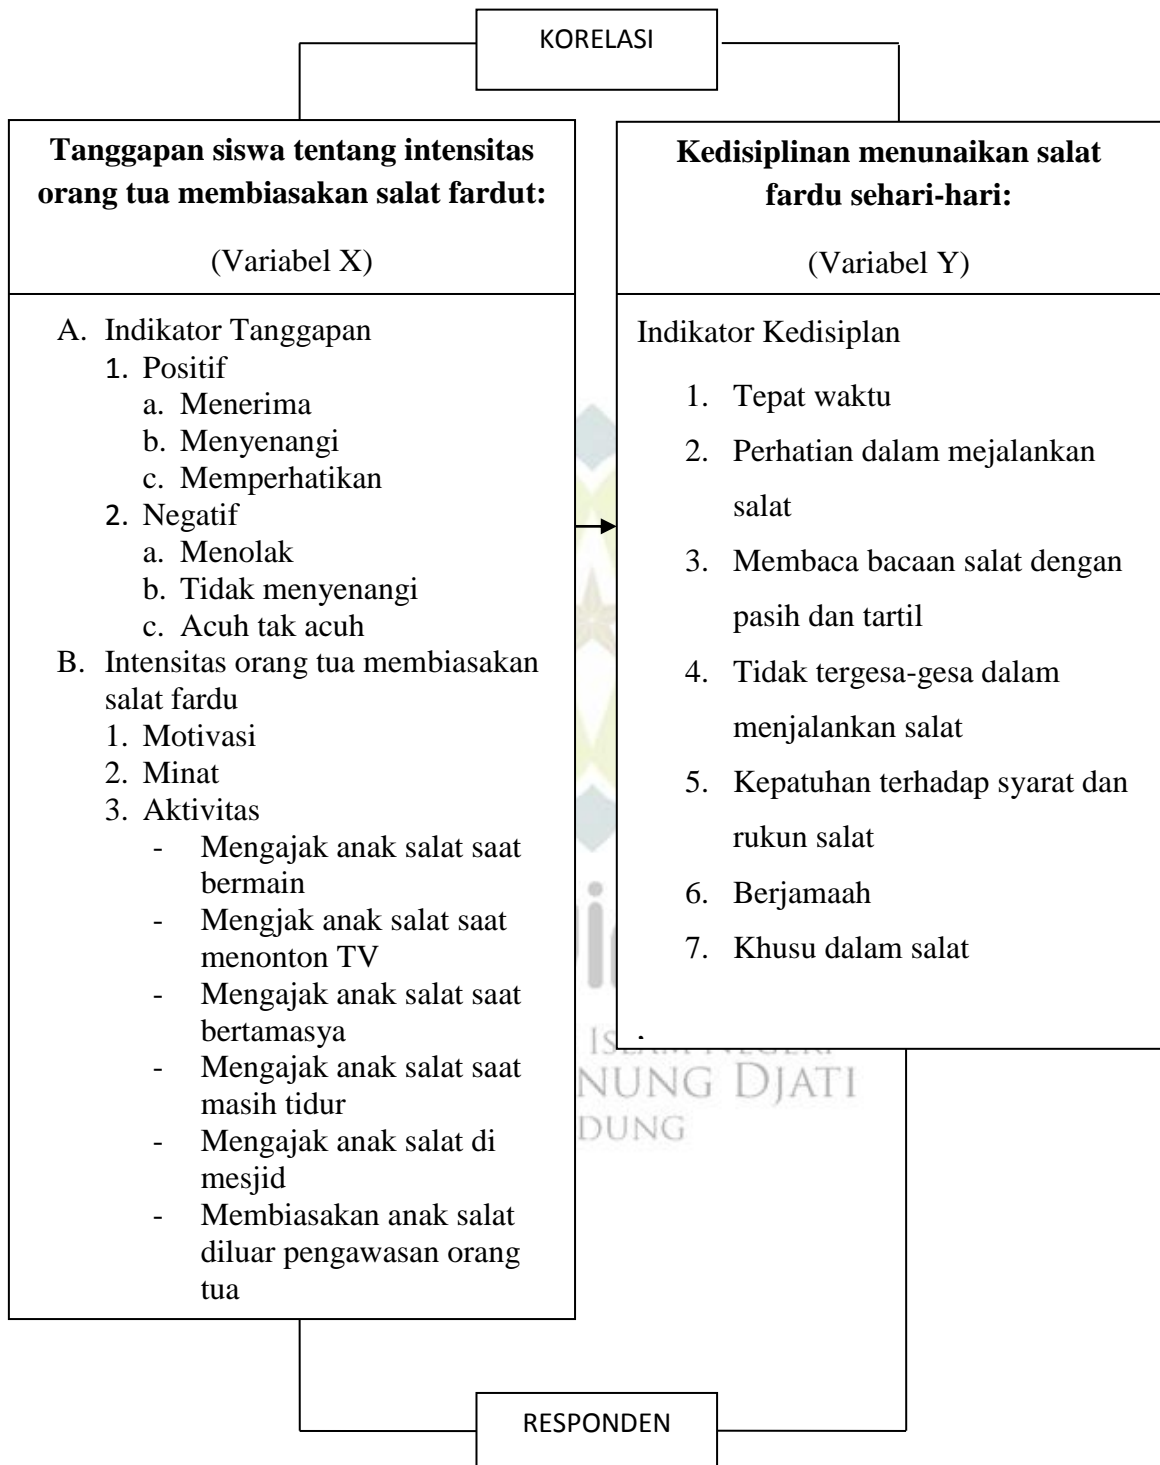 KORELASI
Tanggapan siswa tentang intensitas
orang tua membiasakan salat fardut:
(Variabel X)
A. Indikator Tanggapan
1. Positif
a. Menerima
b. Menyenangi
c. Memperhatikan
2. Negatif
a. Menolak
b. Tidak menyenangi
c. Acuh tak acuh
B. Intensitas orang tua membiasakan
salat fardu
1. Motivasi
2. Minat
3. Aktivitas
- Mengajak anak salat saat
bermain
- Mengjak anak salat saat
menonton TV
- Mengajak anak salat saat
bertamasya
- Mengajak anak salat saat
masih tidur
- Mengajak anak salat di
mesjid
- Membiasakan anak salat
diluar pengawasan orang
tua
Kedisiplinan menunaikan salat
fardu sehari-hari:
(Variabel Y)
Indikator Kedisiplan
1. Tepat waktu
2. Perhatian dalam mejalankan
salat
3. Membaca bacaan salat dengan
pasih dan tartil
4. Tidak tergesa-gesa dalam
menjalankan salat
5. Kepatuhan terhadap syarat dan
rukun salat
6. Berjamaah
7. Khusu dalam salat
.
NUNG DJATI
DUNG
RESPONDEN